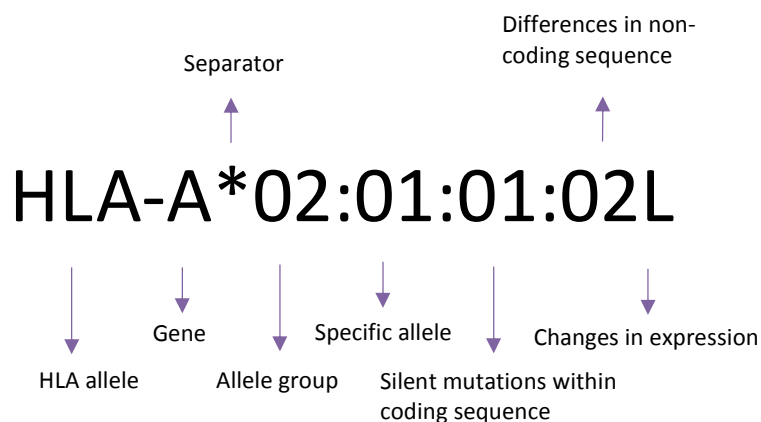 Differences in non-
coding sequence
Separator
HLA-A*02:01:01:02L
Gene
Specific allele
Changes in expression
HLA allele
Allele group
Silent mutations within
coding sequence